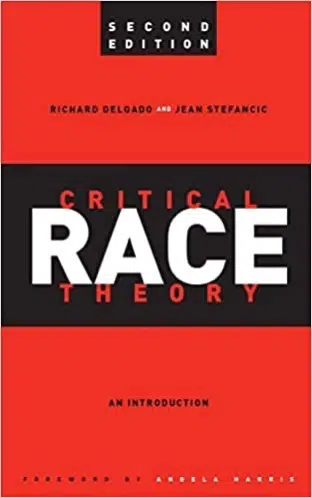 SECOND
EDITION
RICHARD DELGADO AND JEAN STEFANCIC
CRITICAL
RACE
THEORY
AN INTRODUCTION
FOREWORD BY ANGELA HARRIS